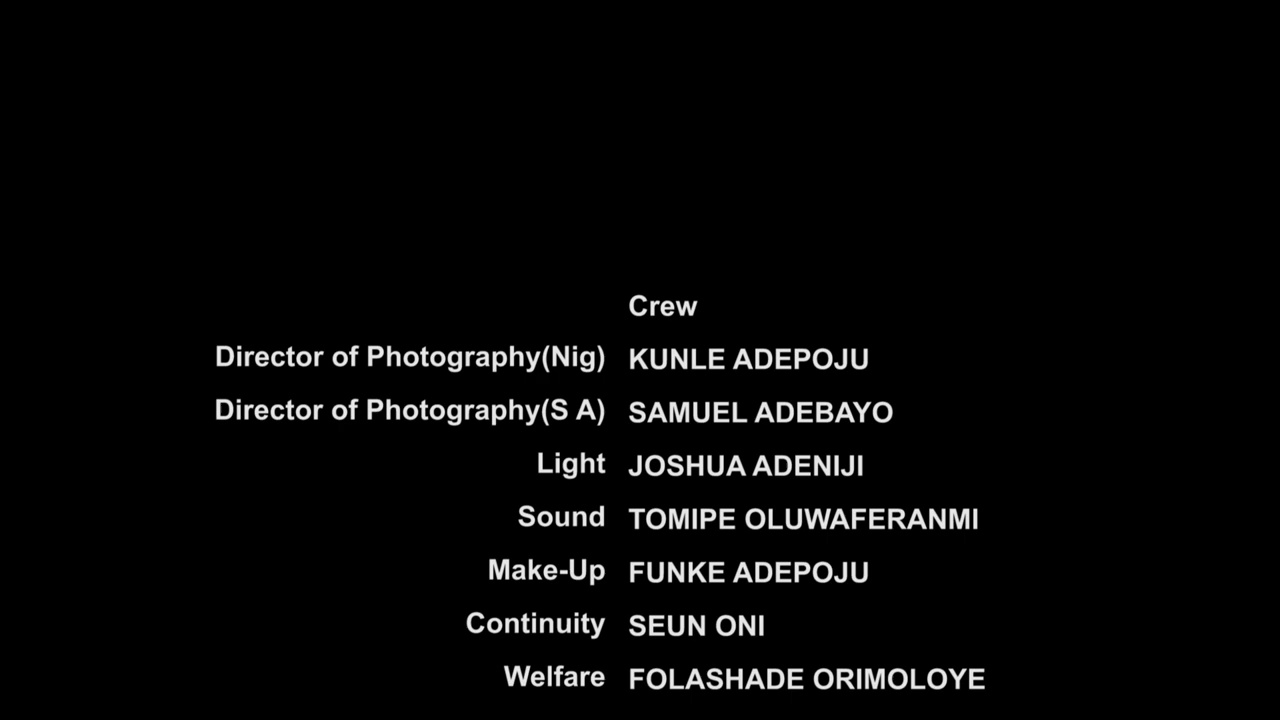 Crew
Director of Photography(Nig) KUNLE ADEPOJU
Director of Photography(S A) SAMUEL ADEBAYO
Light JOSHUA ADENIJI
Sound TOMIPE OLUWAFERANMI
Make-Up FUNKE ADEPOJU
Continuity SEUN ONI
Welfare FOLASHADE ORIMOLOYE